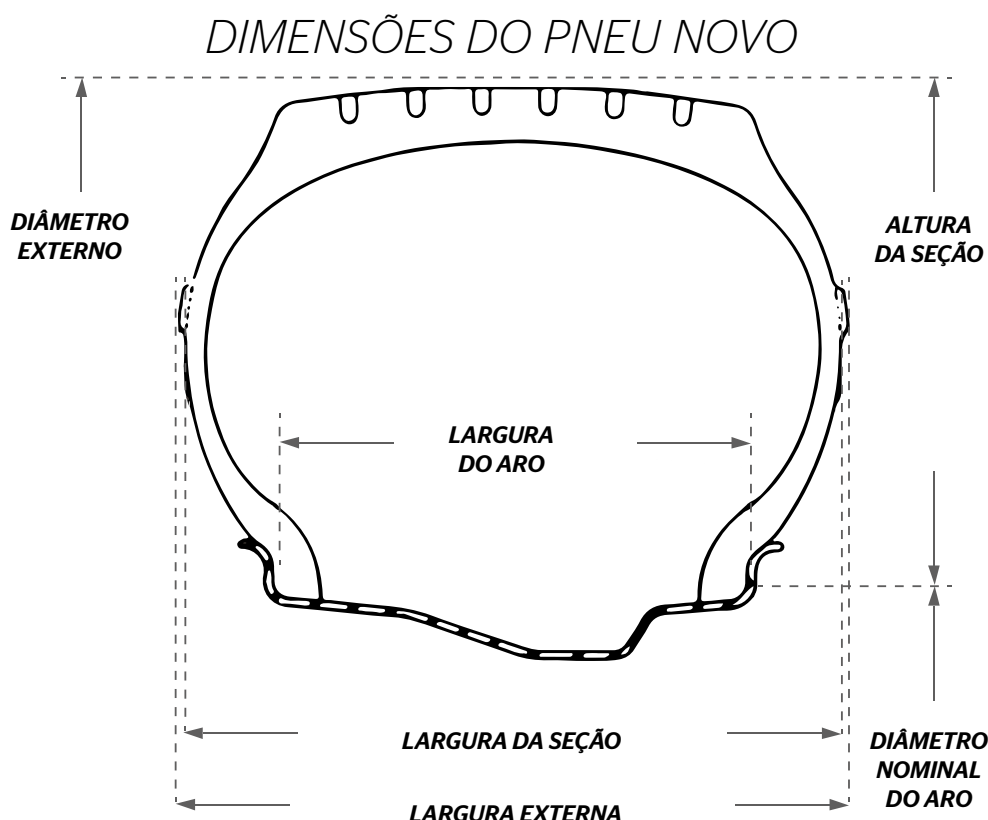 DIMENSÕES DO PNEU NOVO
DIÂMETRO
EXTERNO
ALTURA
DA SEÇÃO
LARGURA
DO ARO
LARGURA DA SEÇÃO
DIÂMETRO
NOMINAL
DO ARO
LARGURA EXTERNA